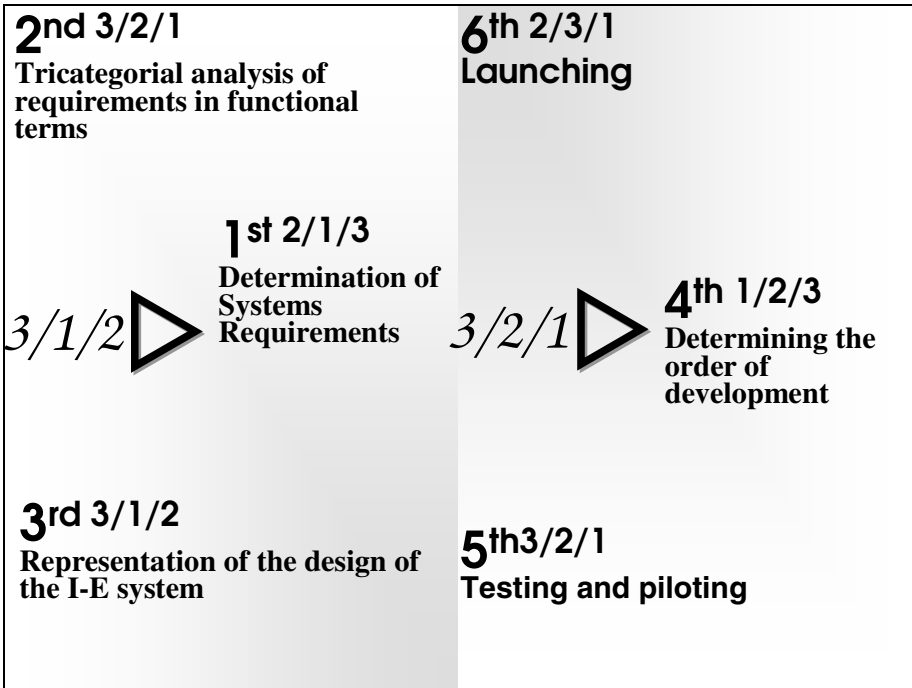 2nd 3/2/1
Tricategorial analysis of
requirements in functional
terms
1st 2/1/3
Determination of
Systems
Requirements
3/1/2
3rd 3/1/2
Representation of the design of
the I-E system
6th 2/3/1
Launching
3/2/1
4th 1/2/3
Determining the
order of
development
5th3/2/1
Testing and piloting